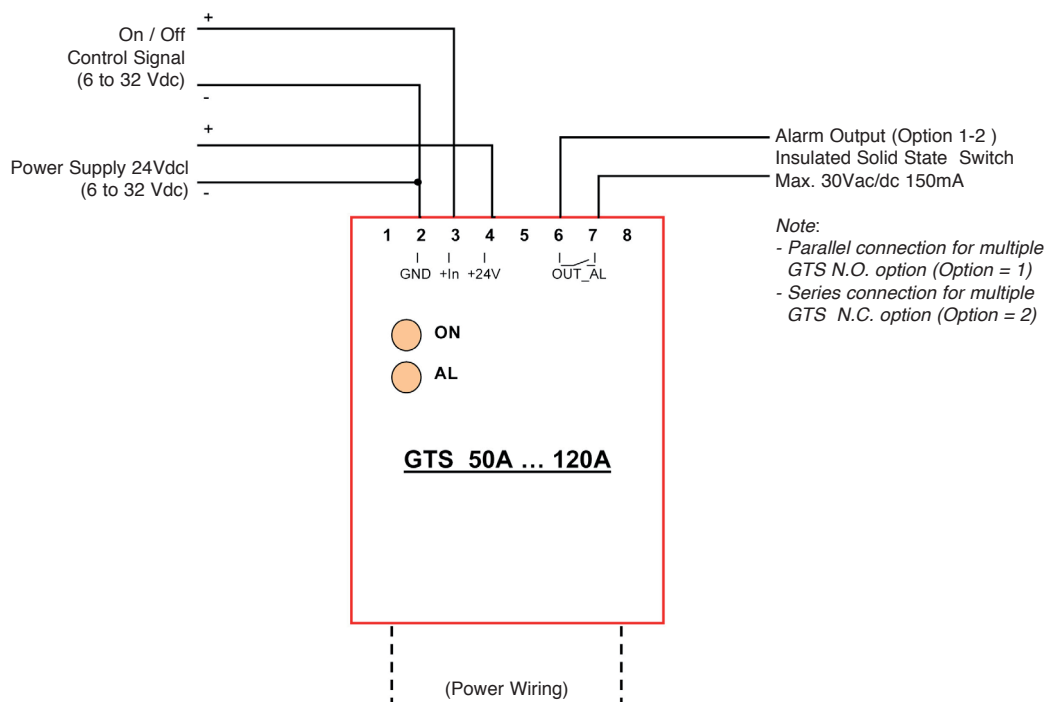 +
On / Off
Control Signal
(6 to 32 Vdc)
-
+
Power Supply 24Vdcl
(6 to 32 Vdc)
-
Alarm Output (Option 1-2 )
Insulated Solid State Switch
Max. 30Vac/dc 150mA
Note:
- Parallel connection for multiple
GTS N.O. option (Option = 1)
- Series connection for multiple
GTS N.C. option (Option = 2)
1 2 3 4 5 6 7 8
GND +In +24V OUT_AL
ON
AL
GTS 50A ... 120A
(Power Wiring)